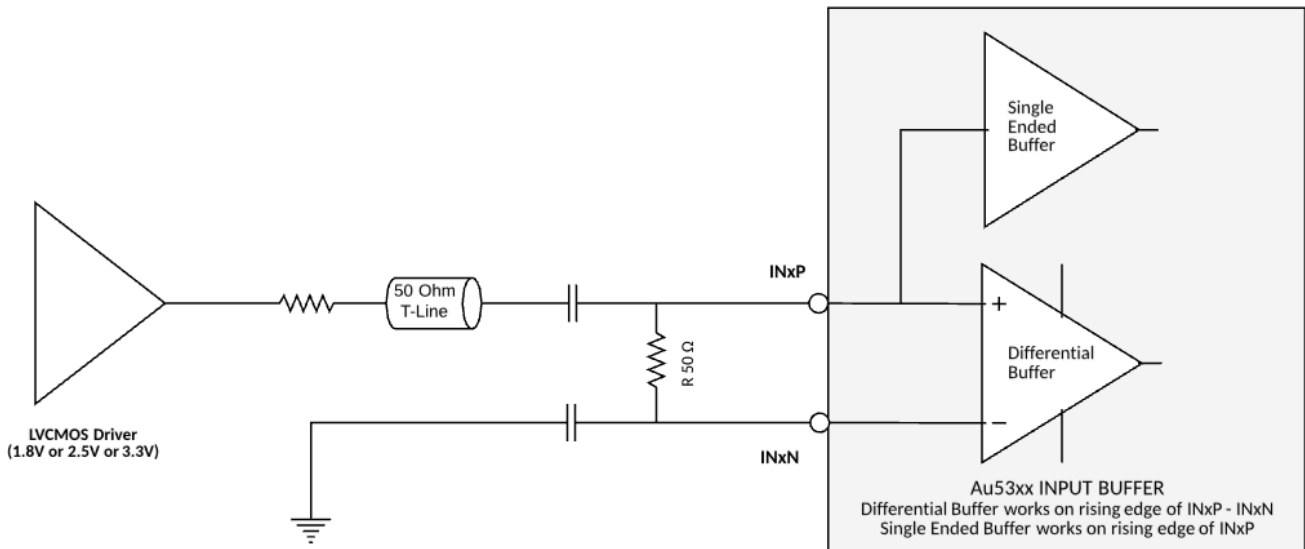 Single
Ended
Buffer
INxP
50 Ohm
T-Line
+
R 50 Ω
Differential
Buffer
−
LVCMOS Driver
(1.8V or 2.5V or 3.3V)
INxN
Au53xx INPUT BUFFER
Differential Buffer works on rising edge of INxP - INxN
Single Ended Buffer works on rising edge of INxP